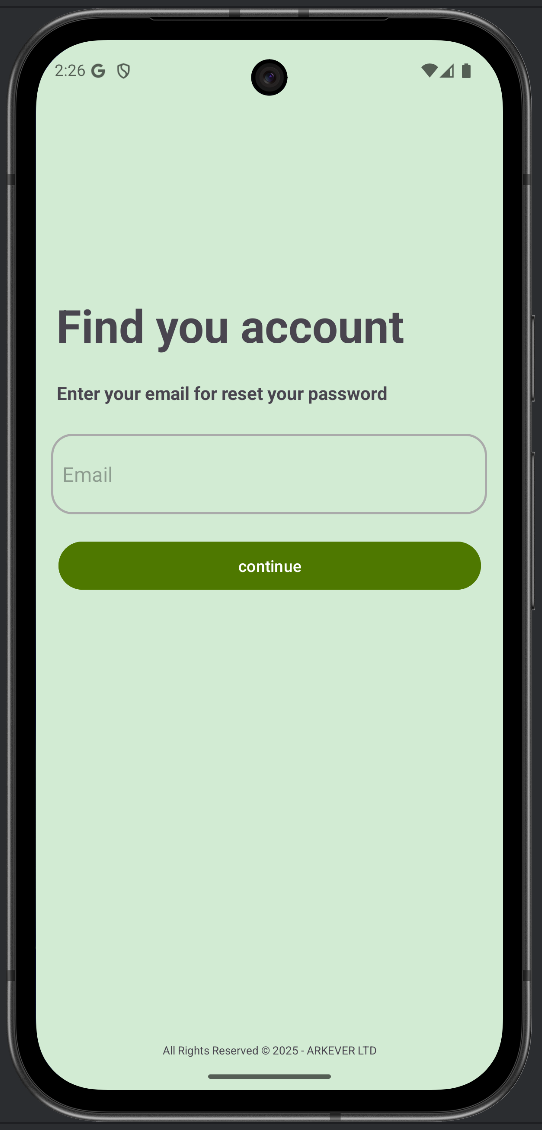 2:26
Find you account
Enter your email for reset your password
Email
continue
All Rights Reserved © 2025 - ARKEVER LTD